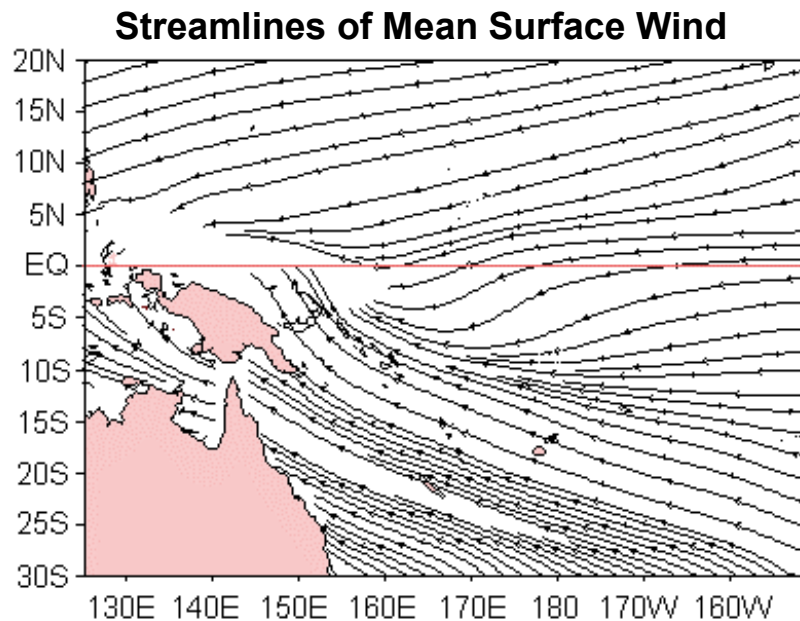 Streamlines of Mean Surface Wind
20N
15N
10N
5N
EQ
5S
10S
15S
20S
25S
30S
130E 140E 150E 160E 170E 180 170W 160W